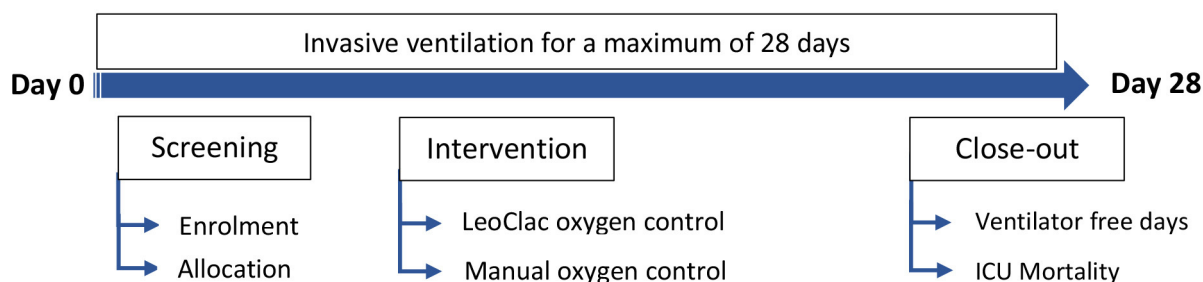 Invasive ventilation for a maximum of 28 days
Day 0
Day 28
Screening
Enrolment
Allocation
Intervention
LeoClac oxygen control
Manual oxygen control
Close-out
Ventilator free days
ICU Mortality